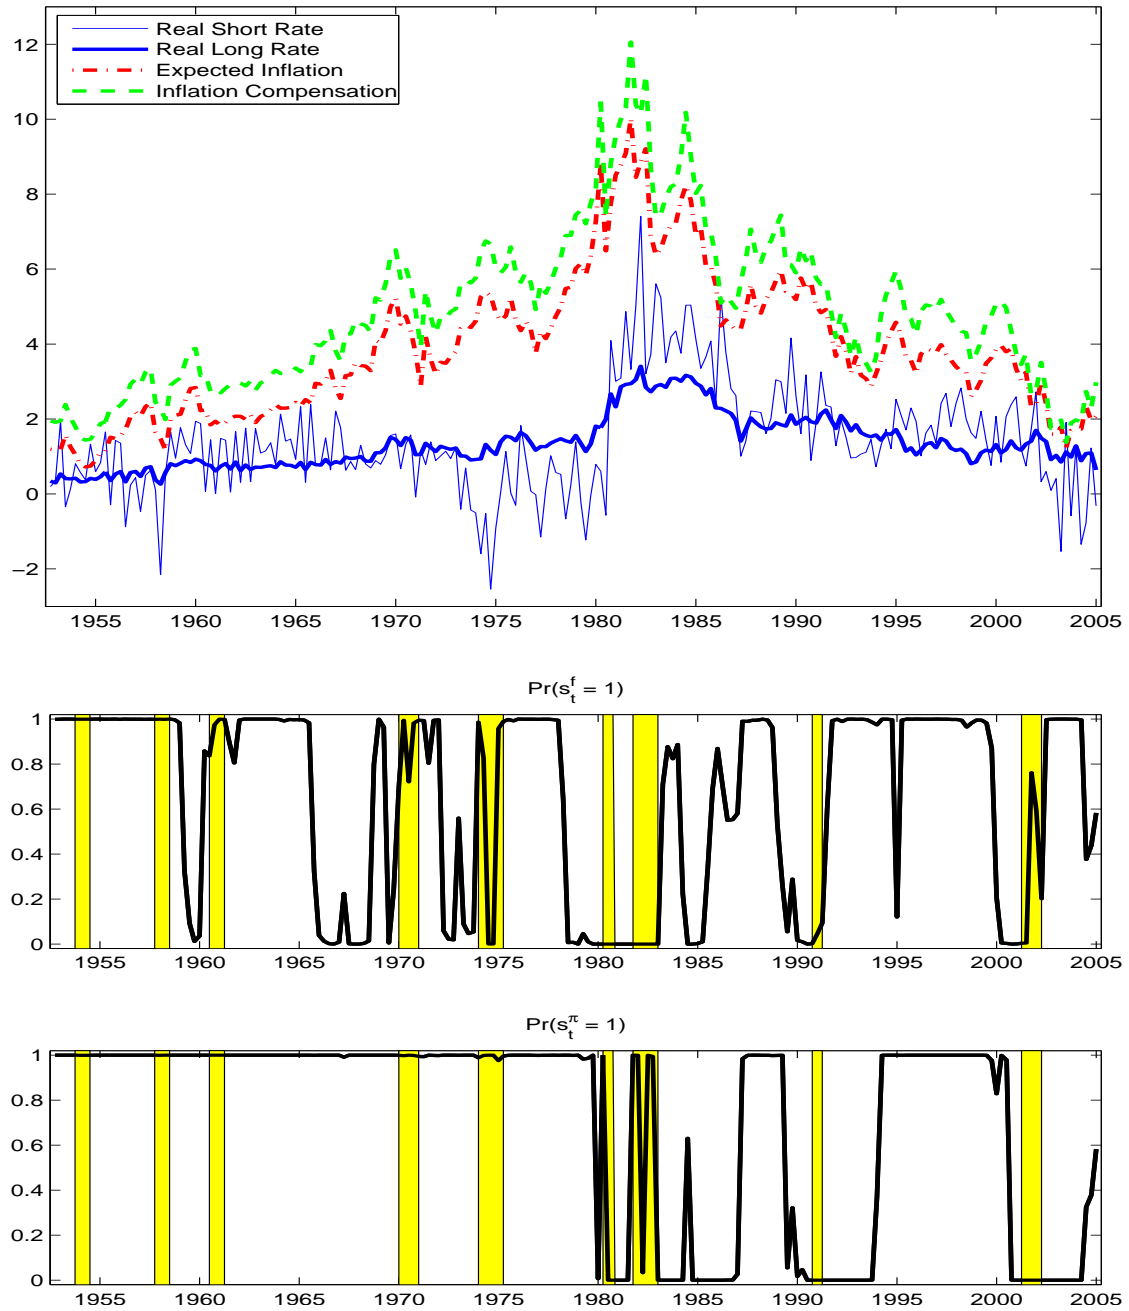 Real Short Rate
Real Long Rate
Expected Inflation
Inflation Compensation
12
10
8
6
4
2
0
−2
1955 1960 1965 1970 1975 1980 1985 1990 1995 2000 2005
Pr(s_t^f = 1)
1
0.8
0.6
0.4
0.2
0
1955 1960 1965 1970 1975 1980 1985 1990 1995 2000 2005
Pr(s_t^π = 1)
1
0.8
0.6
0.4
0.2
0
1955 1960 1965 1970 1975 1980 1985 1990 1995 2000 2005